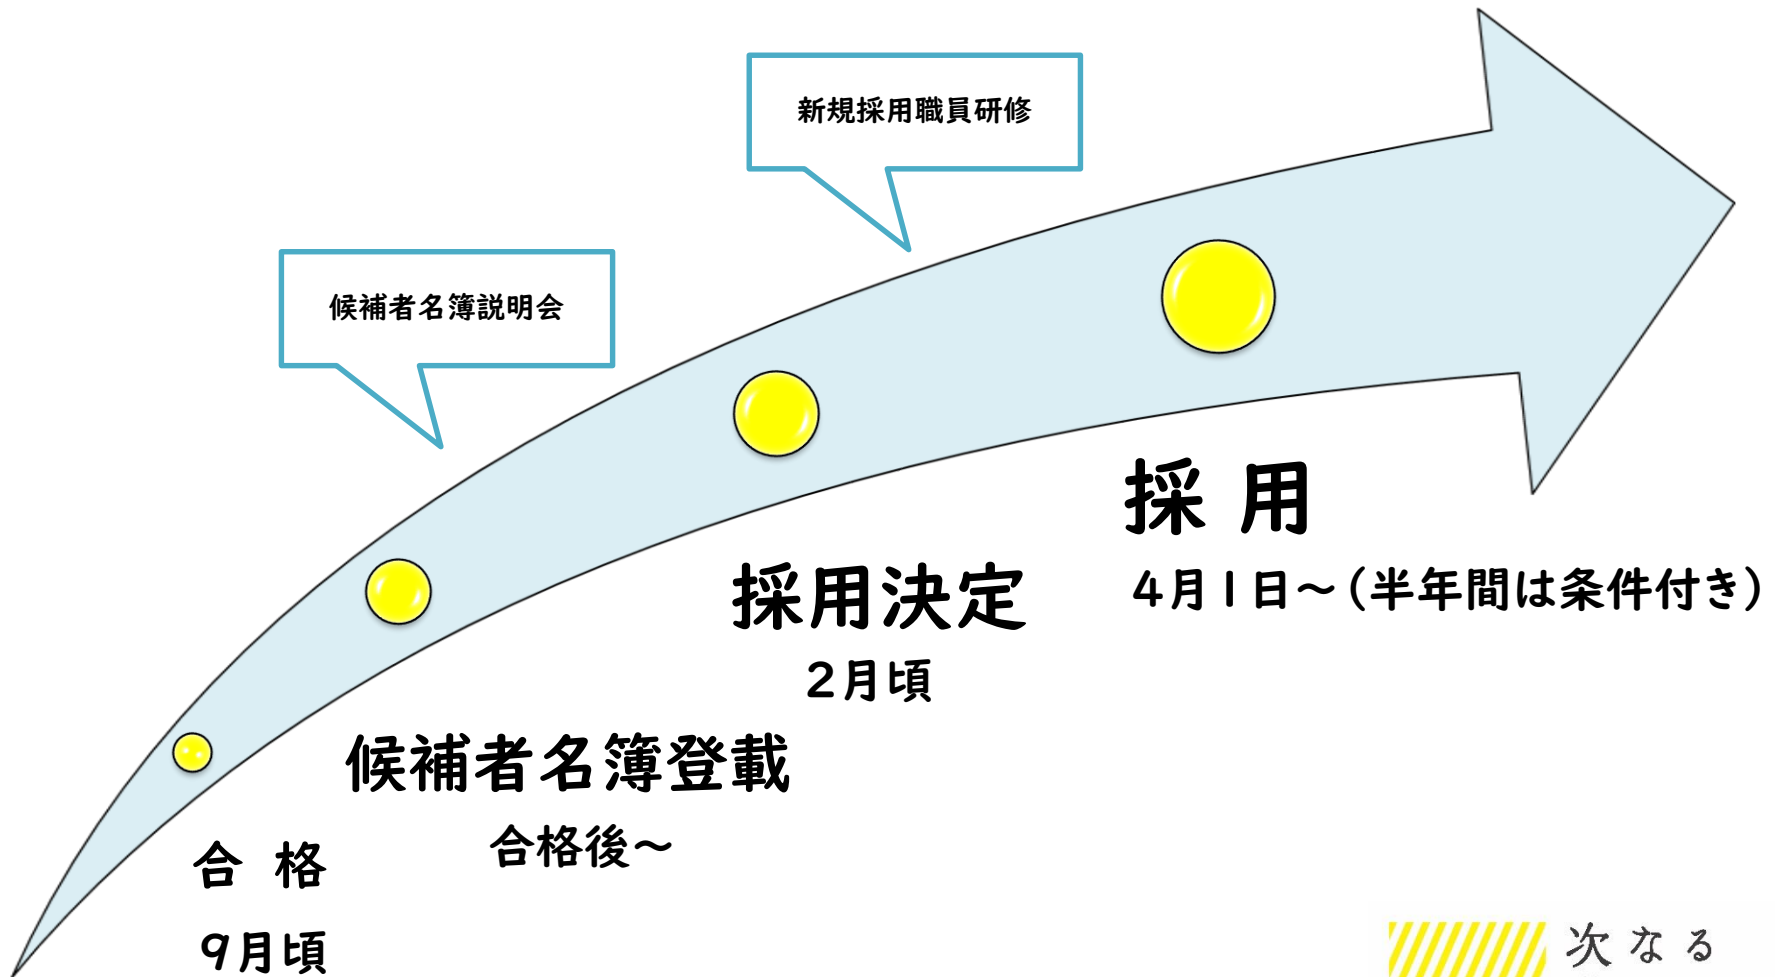 新規採用職員研修
候補者名簿説明会
採 用
4月1日～（半年間は条件付き）
採用決定
2月頃
候補者名簿登載
合格後～
合 格
9月頃
次なる